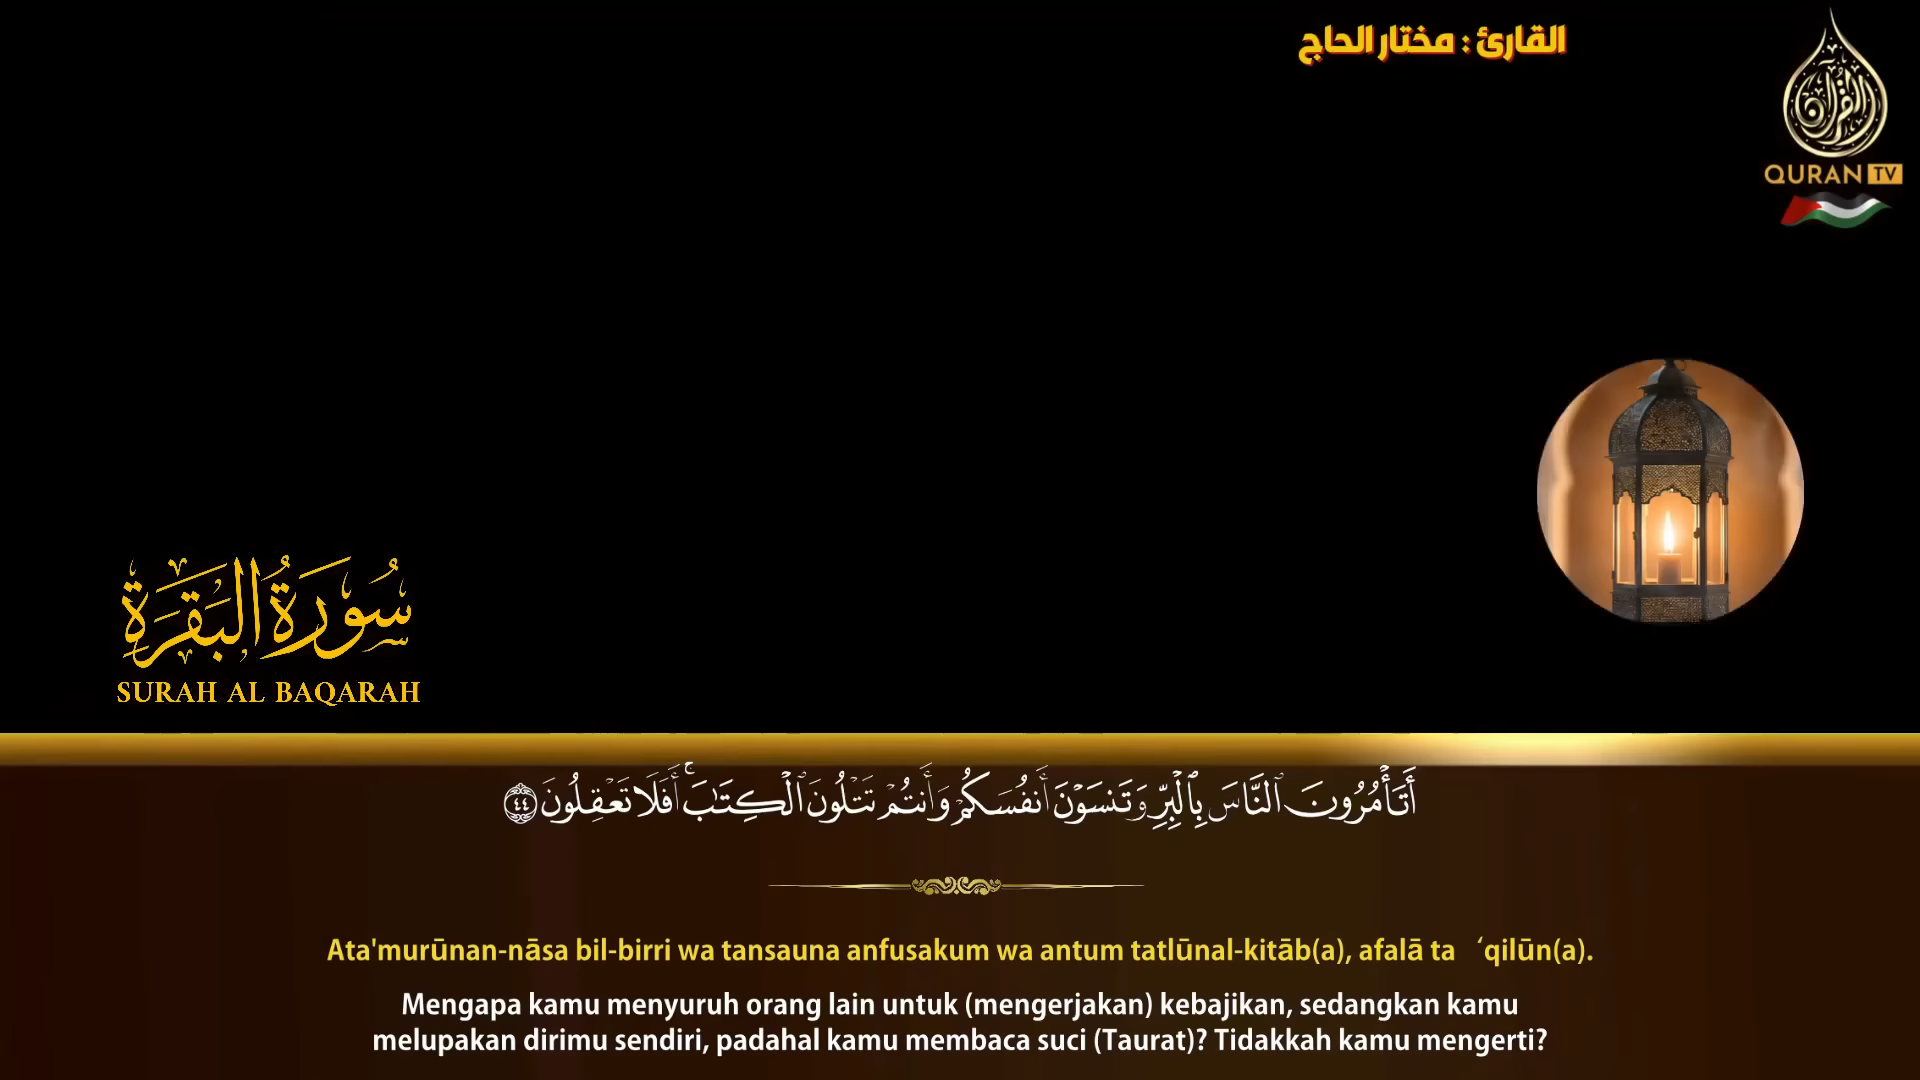 القارئ : مختار الحاج
القرآن
QURAN TV
سُورَةُ البَقَرَةِ
SURAH AL BAQARAH
أَتَأْمُرُونَ ٱلنَّاسَ بِٱلْبِرِّ وَتَنسَوْنَ أَنفُسَكُمْ وَأَنتُمْ تَتْلُونَ ٱلْكِتَٰبَ ۚ أَفَلَا تَعْقِلُونَ ٤٤
Ata'murūnan-nāsa bil-birri wa tansauna anfusakum wa antum tatlūnal-kitāb(a), afalā ta ‘qilūn(a).
Mengapa kamu menyuruh orang lain untuk (mengerjakan) kebajikan, sedangkan kamu
melupakan dirimu sendiri, padahal kamu membaca suci (Taurat)? Tidakkah kamu mengerti?